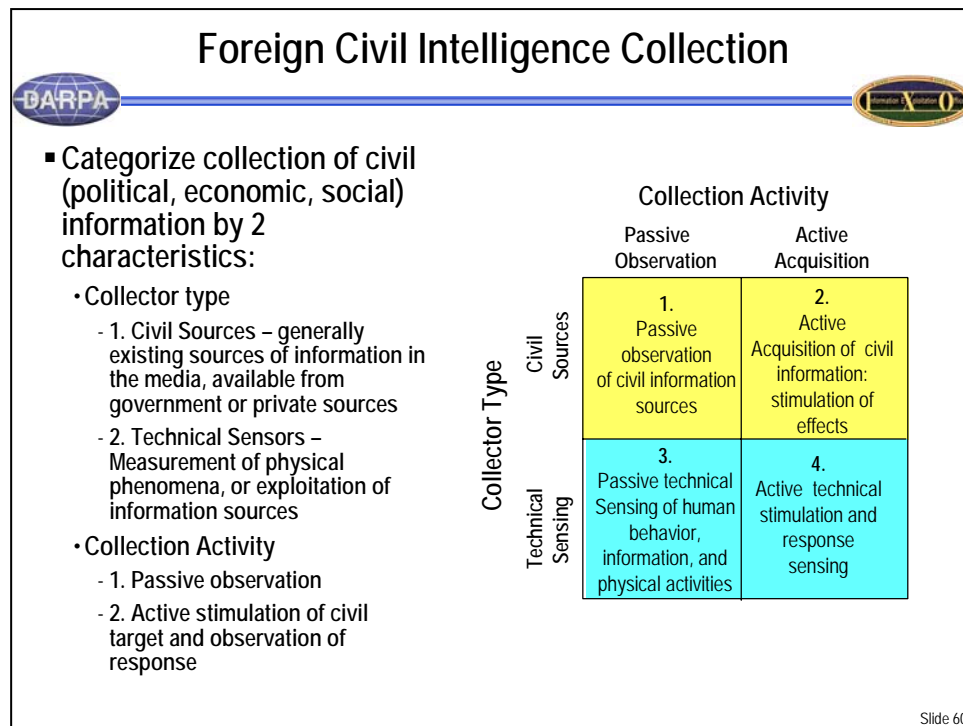 Foreign Civil Intelligence Collection
DARPA
Information Exploitation Office
I X O
▪ Categorize collection of civil
(political, economic, social)
information by 2
characteristics:
• Collector type
- 1. Civil Sources – generally
existing sources of information in
the media, available from
government or private sources
- 2. Technical Sensors –
Measurement of physical
phenomena, or exploitation of
information sources
• Collection Activity
- 1. Passive observation
- 2. Active stimulation of civil
target and observation of
response
Collection Activity
Passive
Observation
Active
Acquisition
Collector Type
Civil
Sources
1.
Passive
observation
of civil information
sources
2.
Active
Acquisition of civil
information:
stimulation of
effects
Technical
Sensing
3.
Passive technical
Sensing of human
behavior,
information, and
physical activities
4.
Active technical
stimulation and
response
sensing
Slide 60